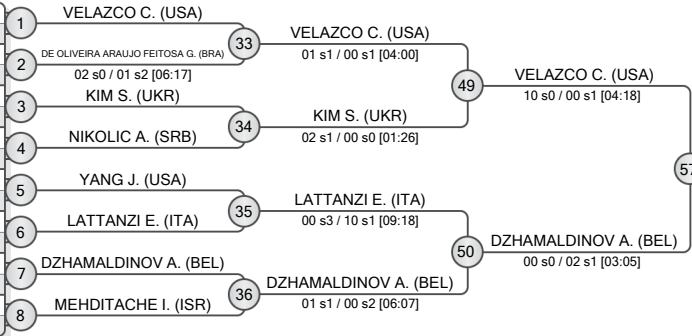 1
VELAZCO C. (USA)
2
DE OLIVEIRA ARAUJO FEITOSA G. (BRA)
02 s0 / 01 s2 [06:17]
33
VELAZCO C. (USA)
01 s1 / 00 s1 [04:00]
3
KIM S. (UKR)
4
NIKOLIC A. (SRB)
34
KIM S. (UKR)
02 s1 / 00 s0 [01:26]
49
VELAZCO C. (USA)
10 s0 / 00 s1 [04:18]
5
YANG J. (USA)
6
LATTANZI E. (ITA)
35
LATTANZI E. (ITA)
00 s3 / 10 s1 [09:18]
7
DZHAMALDINOV A. (BEL)
8
MEHDITACHE I. (ISR)
36
DZHAMALDINOV A. (BEL)
01 s1 / 00 s2 [06:07]
50
DZHAMALDINOV A. (BEL)
00 s0 / 02 s1 [03:05]
57